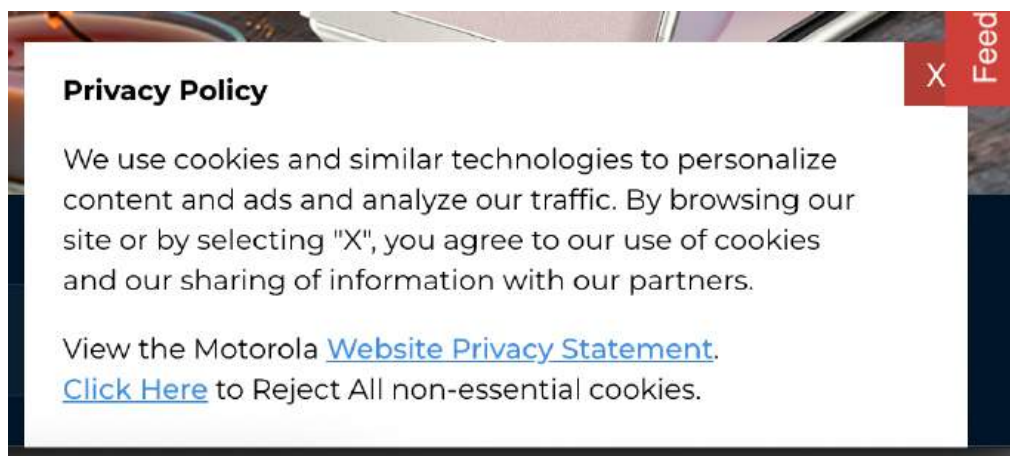 Privacy Policy
X
Feed
We use cookies and similar technologies to personalize
content and ads and analyze our traffic. By browsing our
site or by selecting "X", you agree to our use of cookies
and our sharing of information with our partners.
View the Motorola Website Privacy Statement.
Click Here to Reject All non-essential cookies.